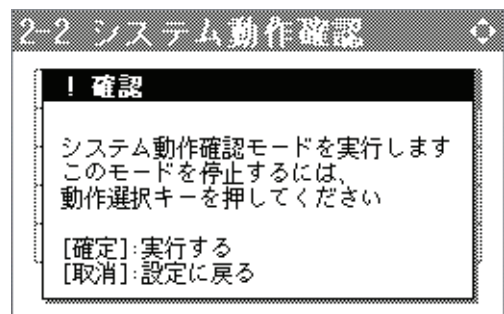 2-2 システム動作確認
! 確認
システム動作確認モードを実行します
このモードを停止するには、
動作選択キーを押してください
[確定]:実行する
[取消]:設定に戻る